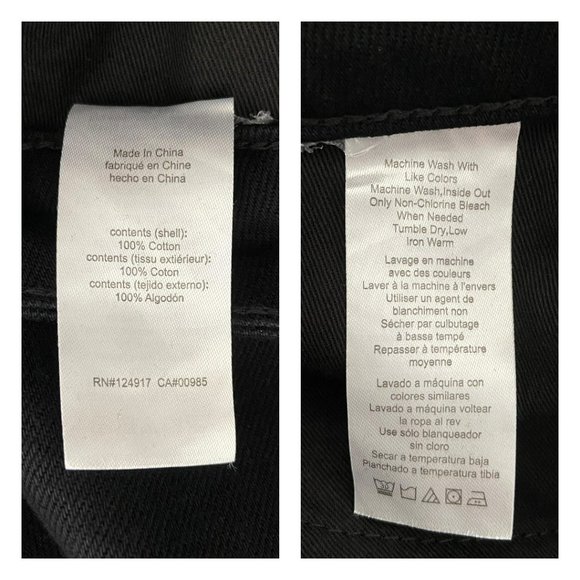 Made In China
fabriqué en Chine
hecho en China
contents (shell):
100% Cotton
contents (tissu extérieur):
100% Coton
contents (tejido externo):
100% Algodón
RN#124917 CA#00985
Machine Wash With
Like Colors
Machine Wash,Inside Out
Only Non-Chlorine Bleach
When Needed
Tumble Dry,Low
Iron Warm
Lavage en machine
avec des couleurs
Laver à la machine à l'envers
Utiliser un agent de
blanchiment non
Sécher par culbutage
à basse tempé
Repasser à température
moyenne
Lavado a máquina con
colores similares
Lavado a máquina voltear
la ropa al rev
Use sólo blanqueador
sin cloro
Secar a temperatura baja
Planchado a temperatura tibia